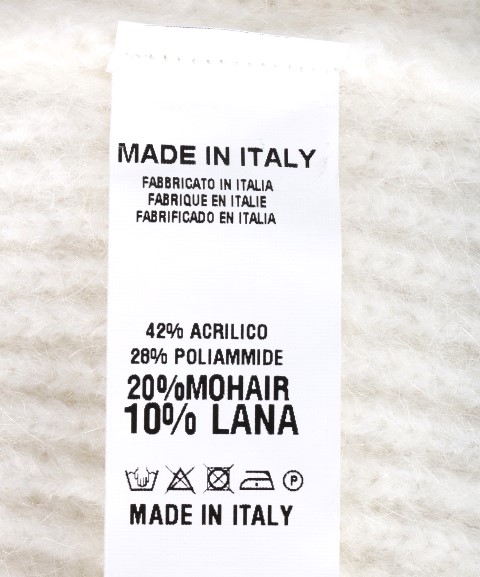 MADE IN ITALY
FABBRICATO IN ITALIA
FABRIQUE EN ITALIE
FABRIFICADO EN ITALIA
42% ACRILICO
28% POLIAMMIDE
20%MOHAIR
10% LANA
P
MADE IN ITALY